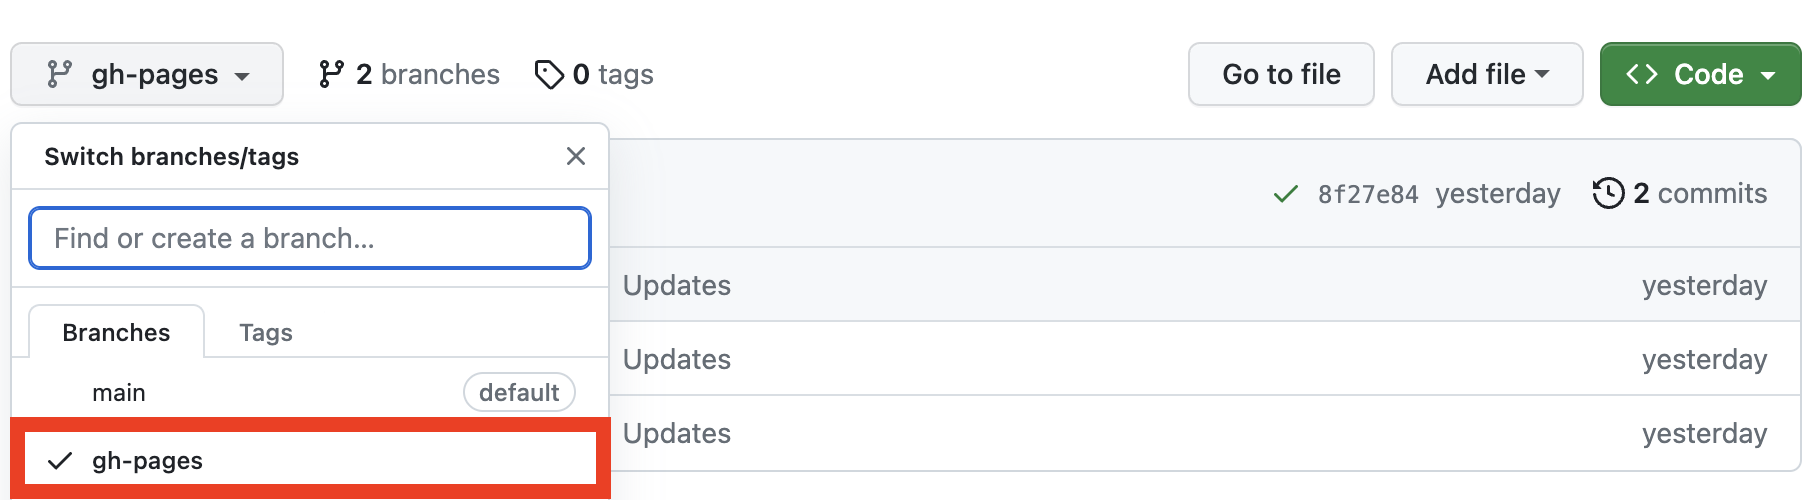 gh-pages 2 branches 0 tags Go to file Add file <> Code
Switch branches/tags
8f27e84 yesterday 2 commits
Find or create a branch...
Updates yesterday
Branches Tags
Updates yesterday
main default
Updates yesterday
gh-pages